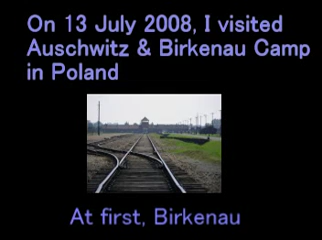 On 13 July 2008, I visited
Auschwitz & Birkenau Camp
in Poland
At first, Birkenau